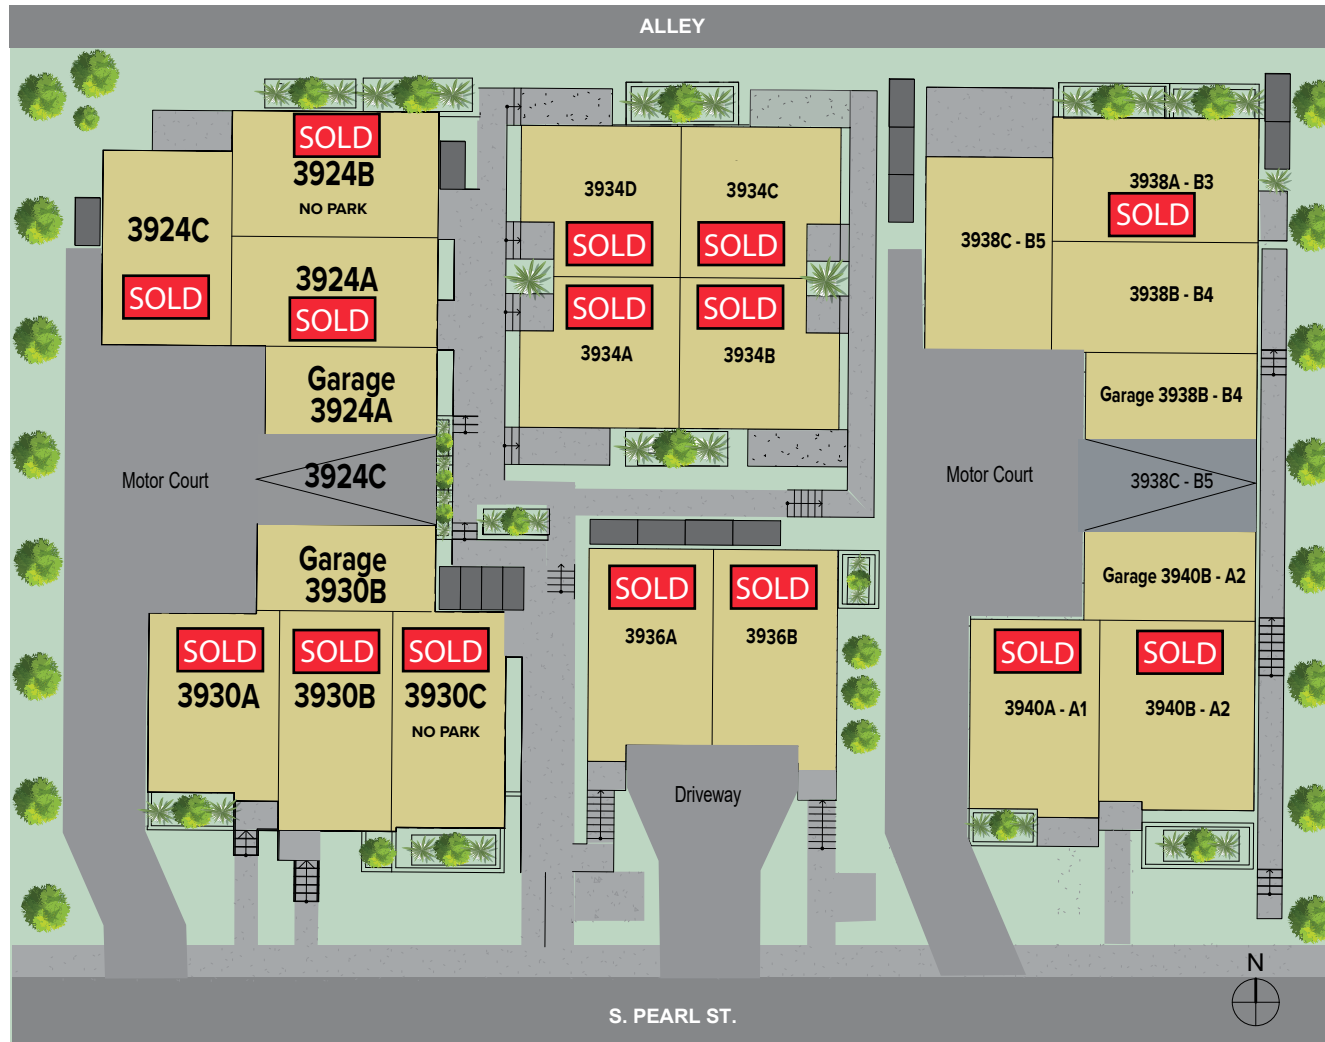 ALLEY
SOLD
3924B
NO PARK
3924C
SOLD
3924A
SOLD
Garage
3924A
Motor Court
3924C
Garage
3930B
SOLD
3930A
SOLD
3930B
SOLD
3930C
NO PARK
3934D
SOLD
3934C
SOLD
SOLD
3934A
SOLD
3934B
SOLD
3936A
SOLD
3936B
Driveway
3938A - B3
SOLD
3938C - B5
3938B - B4
Garage 3938B - B4
Motor Court
3938C - B5
Garage 3940B - A2
SOLD
3940A - A1
SOLD
3940B - A2
N
S. PEARL ST.